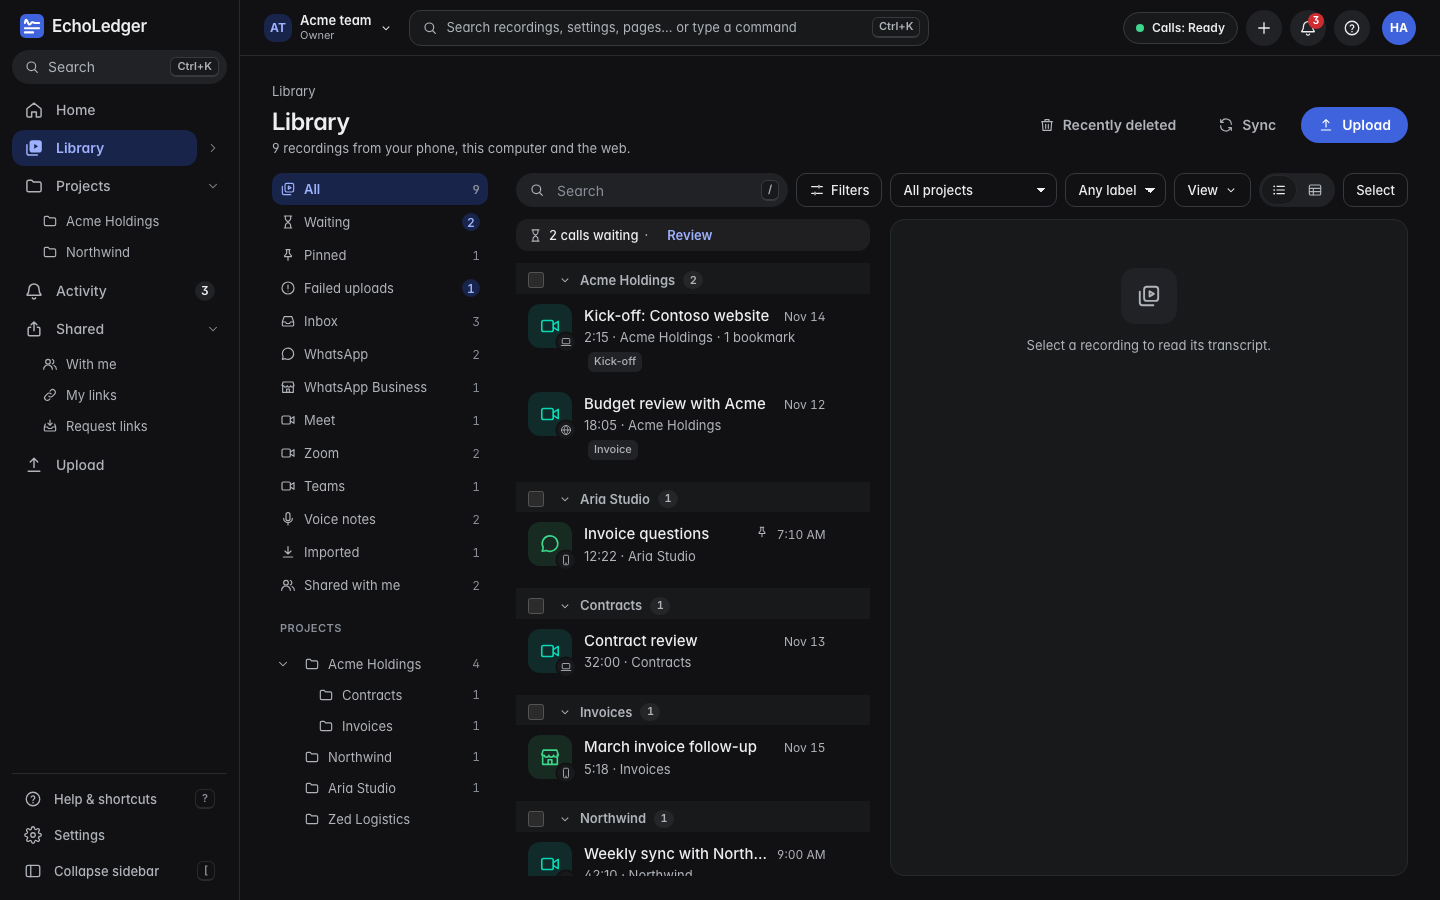 EchoLedger
Search Ctrl+K
Home
Library
Projects
Acme Holdings
Northwind
Activity 3
Shared
With me
My links
Request links
Upload
Help & shortcuts ?
Settings
Collapse sidebar [
AT Acme team
Owner
Search recordings, settings, pages... or type a command Ctrl+K
Calls: Ready
3
HA
Library
Library
9 recordings from your phone, this computer and the web.
Recently deleted
Sync
Upload
All 9
Waiting 2
Pinned 1
Failed uploads 1
Inbox 3
WhatsApp 2
WhatsApp Business 1
Meet 1
Zoom 2
Teams 1
Voice notes 2
Imported 1
Shared with me 2
PROJECTS
Acme Holdings 4
Contracts 1
Invoices 1
Northwind 1
Aria Studio 1
Zed Logistics
Search /
Filters
All projects
Any label
View
Select
2 calls waiting · Review
Acme Holdings 2
Kick-off: Contoso website Nov 14
2:15 · Acme Holdings · 1 bookmark
Kick-off
Budget review with Acme Nov 12
18:05 · Acme Holdings
Invoice
Aria Studio 1
Invoice questions 7:10 AM
12:22 · Aria Studio
Contracts 1
Contract review Nov 13
32:00 · Contracts
Invoices 1
March invoice follow-up Nov 15
5:18 · Invoices
Northwind 1
Weekly sync with North... 9:00 AM
42:10 · Northwind
Select a recording to read its transcript.